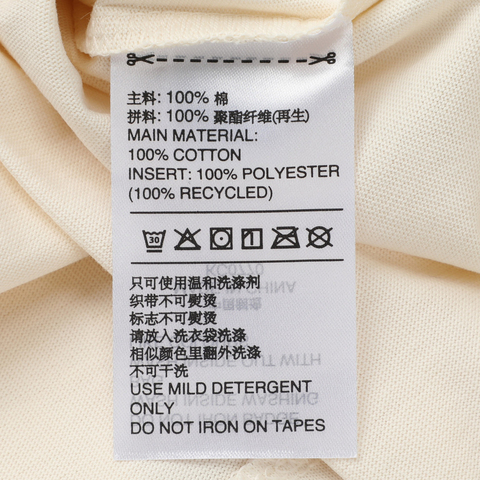 主料: 100% 棉
拼料: 100% 聚酯纤维(再生)
MAIN MATERIAL:
100% COTTON
INSERT: 100% POLYESTER
(100% RECYCLED)
30
只可使用温和洗涤剂
织带不可熨烫
标志不可熨烫
请放入洗衣袋洗涤
相似颜色里翻外洗涤
不可干洗
USE MILD DETERGENT
ONLY
DO NOT IRON ON TAPES